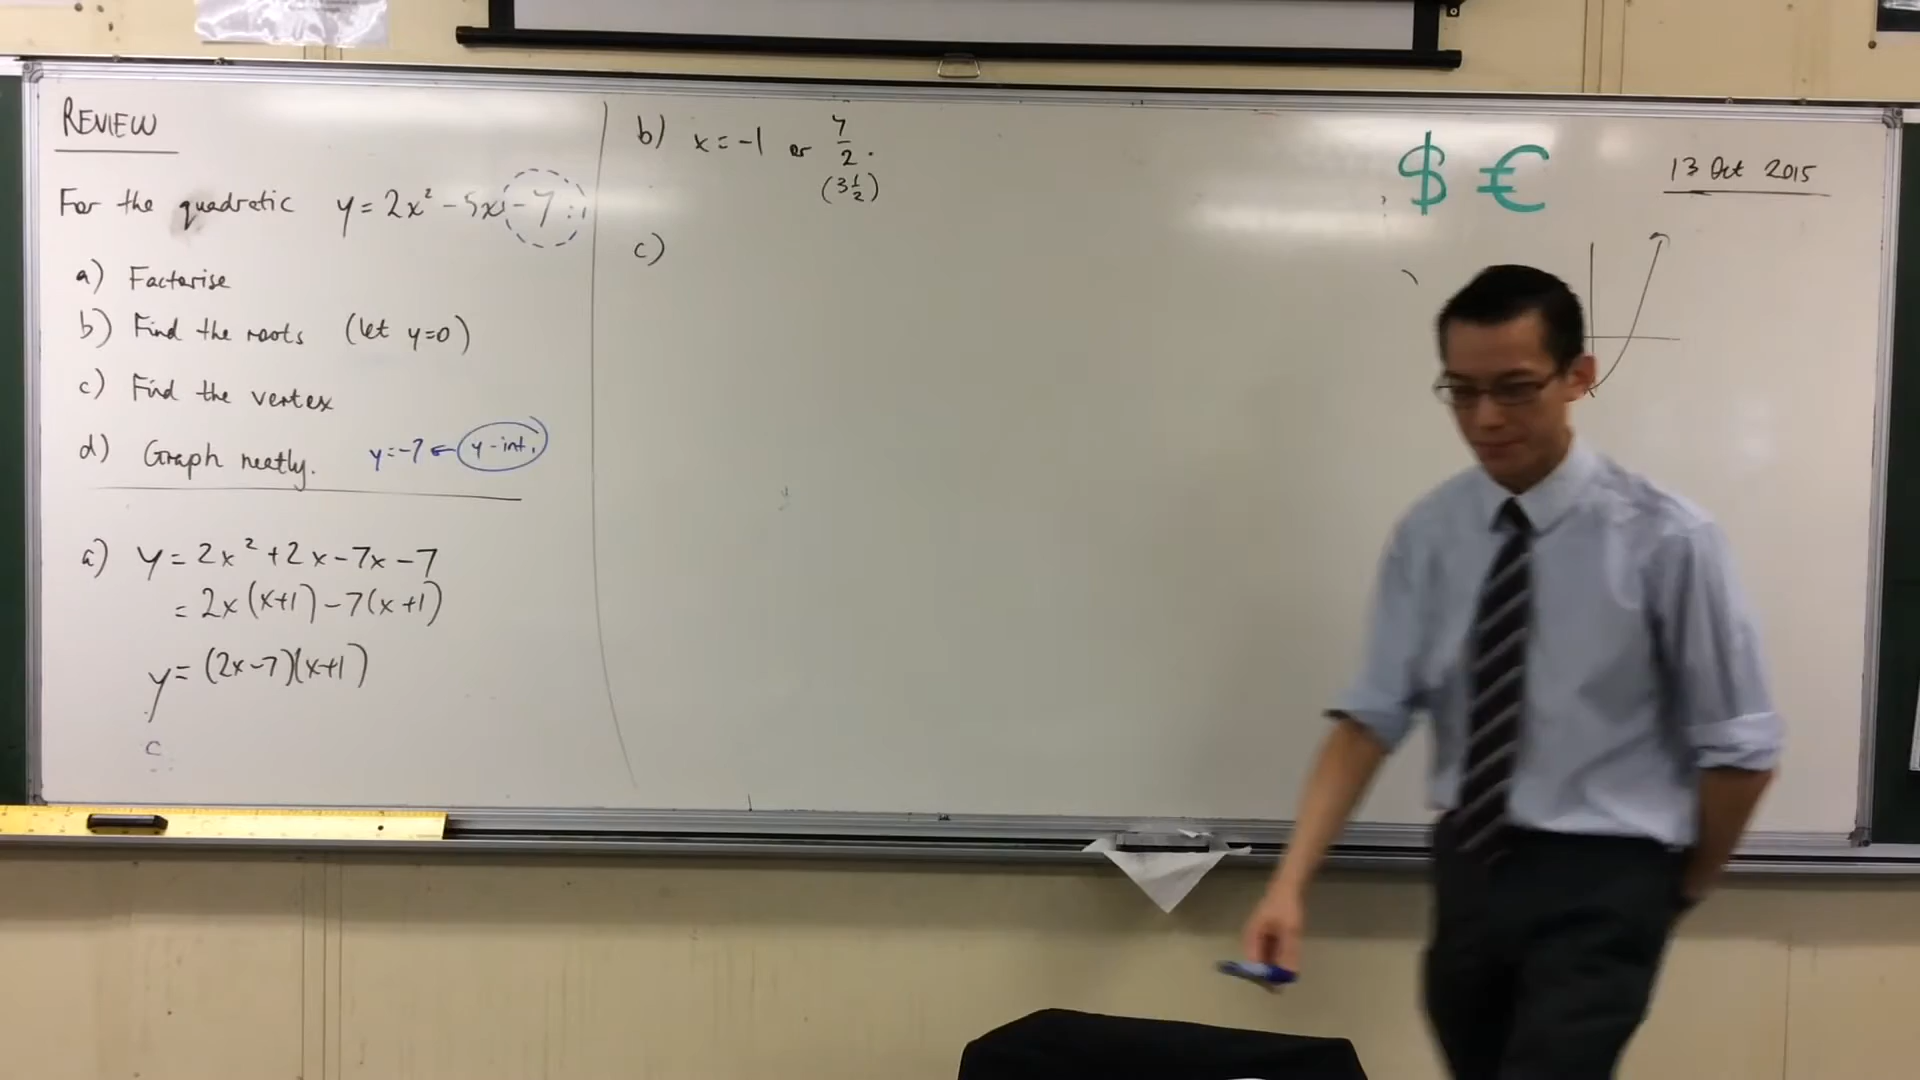 REVIEW
For the quadratic y = 2x² - 5x - 7
a) Factorise
b) Find the roots (let y=0)
c) Find the vertex
d) Graph neatly. y=-7 ← y-int.
a) y = 2x² + 2x - 7x - 7
= 2x(x+1) - 7(x+1)
y = (2x-7)(x+1)
b) x = -1 or 7/2.
(3½)
c)
$ €
13 Oct 2015